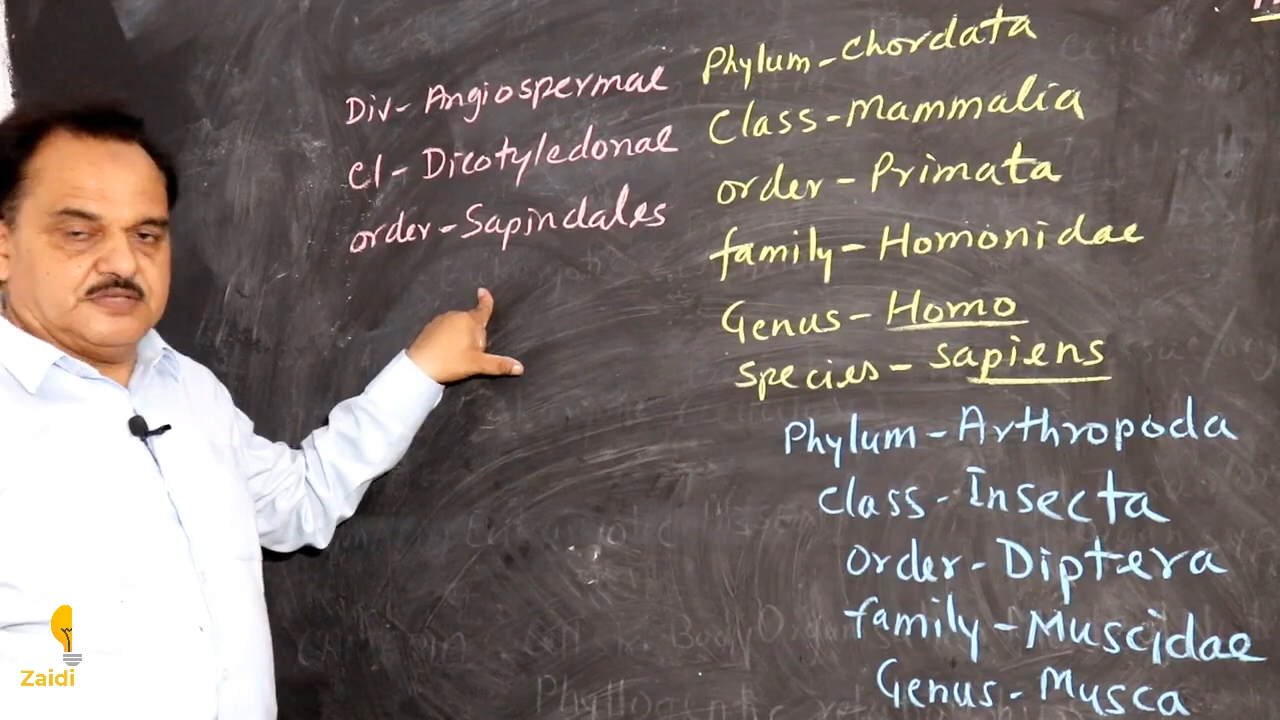 Div- Angiospermae
Cl- Dicotyledonae
order-Sapindales
Phylum-Chordata
Class-Mammalia
order-Primata
family-Homonidae
Genus-Homo
species-sapiens
Phylum-Arthropoda
Class-Insecta
Order-Diptera
family-Muscidae
Genus-Musca
Zaidi